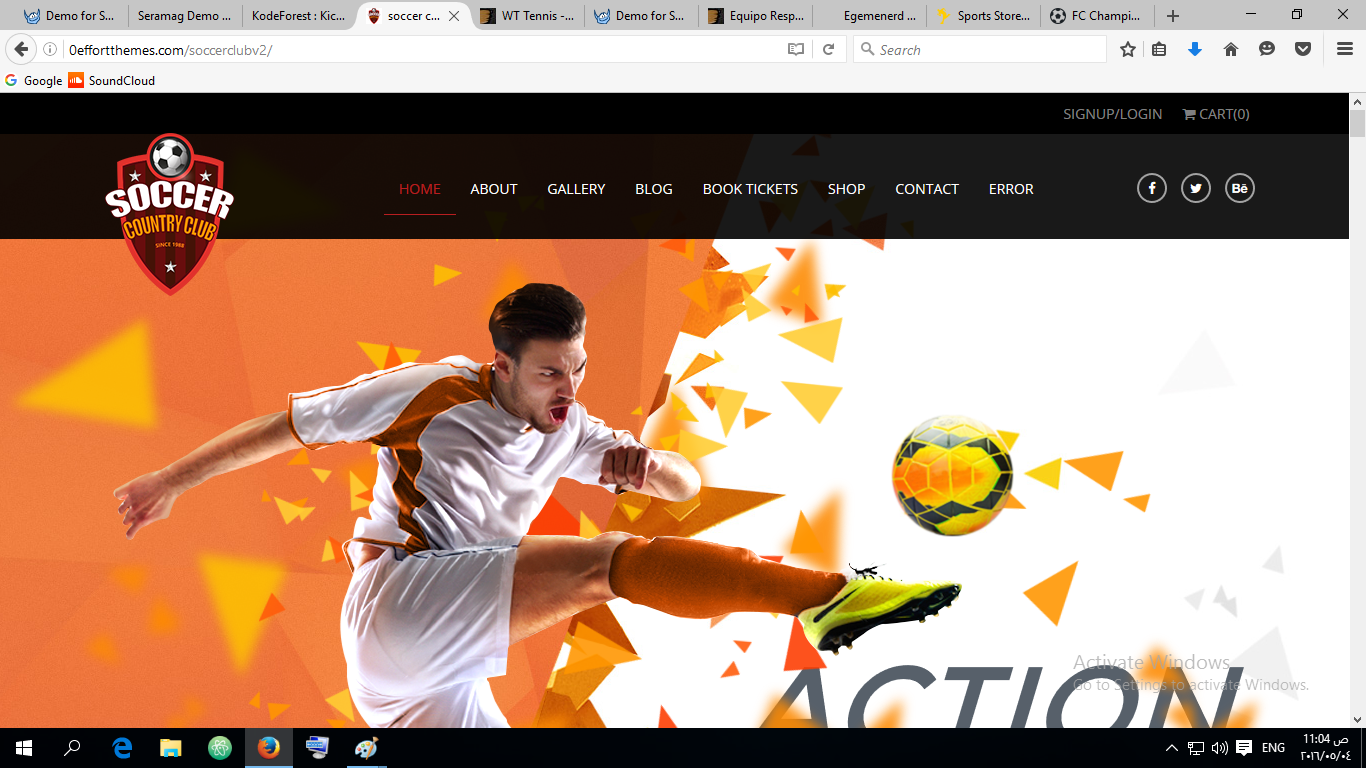 Demo for S...
Seramag Demo ...
KodeForest : Kic...
soccer c...
WT Tennis -...
Demo for S...
Equipo Resp...
Egemenerd ...
Sports Store...
FC Champi...
0effortthemes.com/soccerclubv2/
Search
Google
SoundCloud
SIGNUP/LOGIN
CART(0)
SOCCER
COUNTRY CLUB
SINCE 1988
HOME
ABOUT
GALLERY
BLOG
BOOK TICKETS
SHOP
CONTACT
ERROR
Bē
ACTION
Activate Windows
Go to Settings to activate Windows.
ENG
11:04 ص
٢٠١٦/٠٥/٠٤